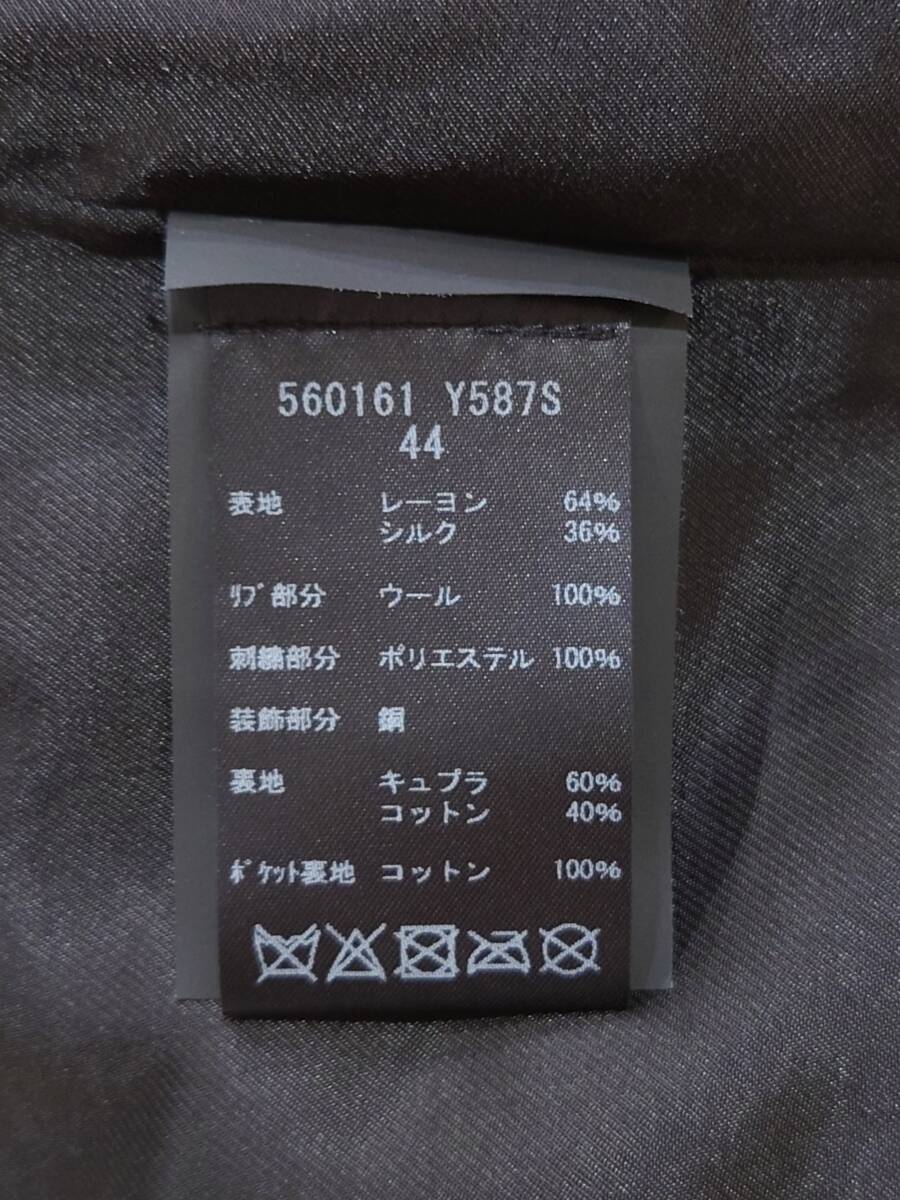 560161 Y587S
44
表地 レーヨン 64%
シルク 36%
ﾘﾌﾞ部分 ウール 100%
刺繍部分 ポリエステル 100%
装飾部分 銅
裏地 キュプラ 60%
コットン 40%
ﾎﾟｹｯﾄ裏地 コットン 100%